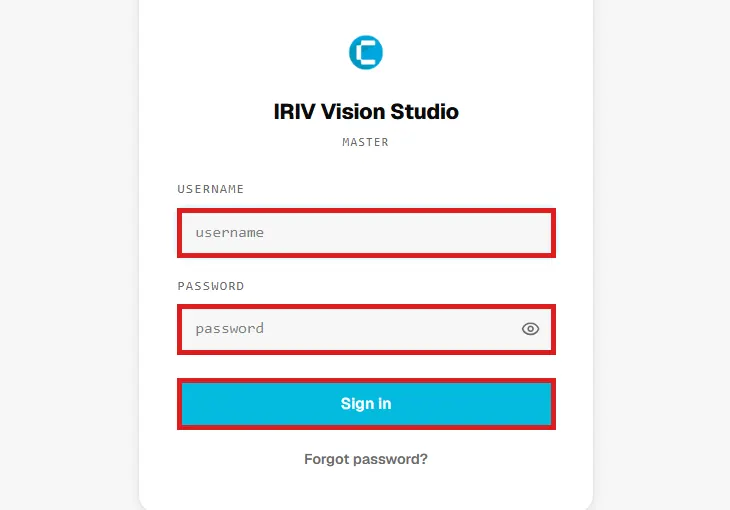 IRIV Vision Studio
MASTER
USERNAME
username
PASSWORD
password
Sign in
Forgot password?